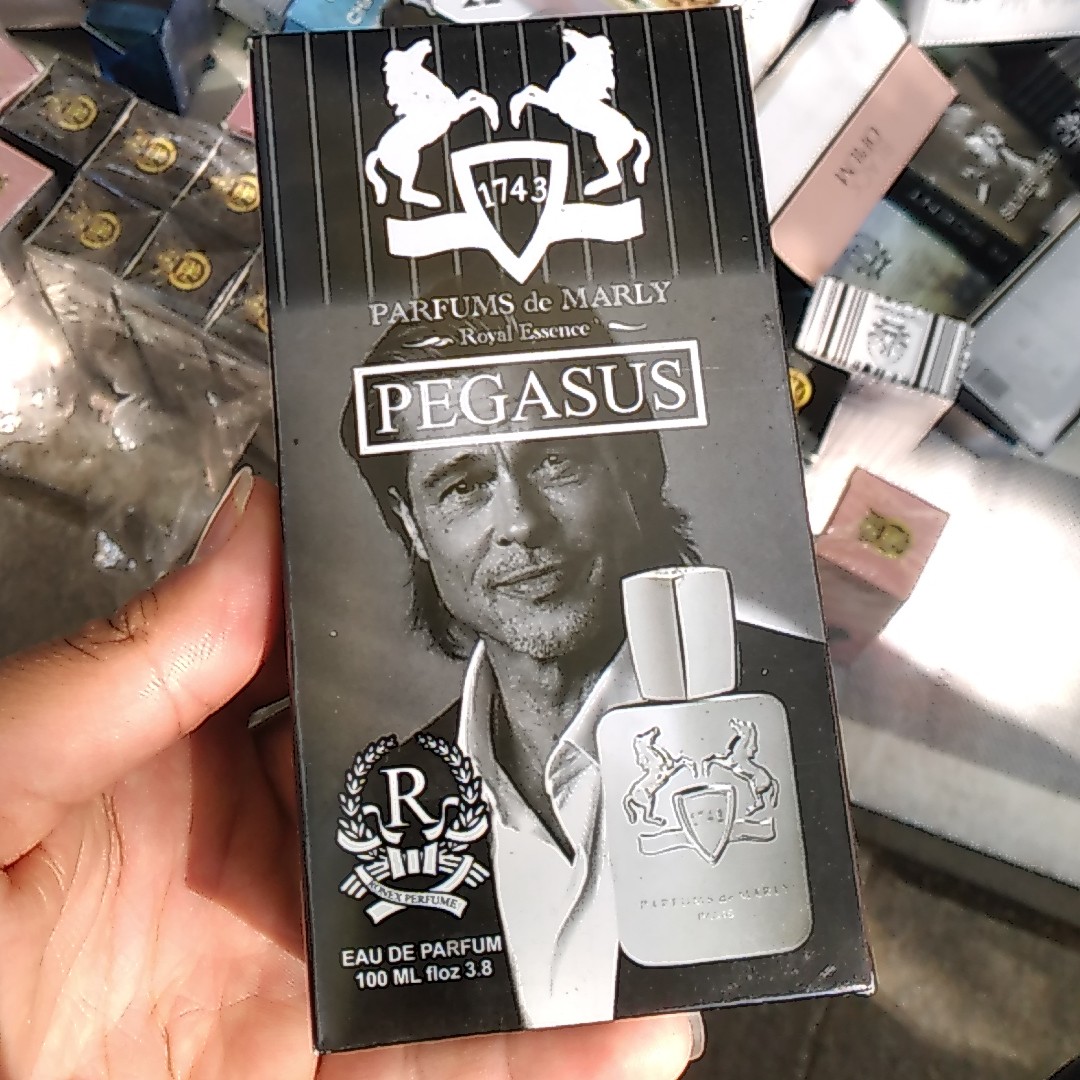 1743
PARFUMS de MARLY
Royal Essence
PEGASUS
1743
PARFUMS de MARLY
PARIS
R
RONEX PERFUME
EAU DE PARFUM
100 ML floz 3.8